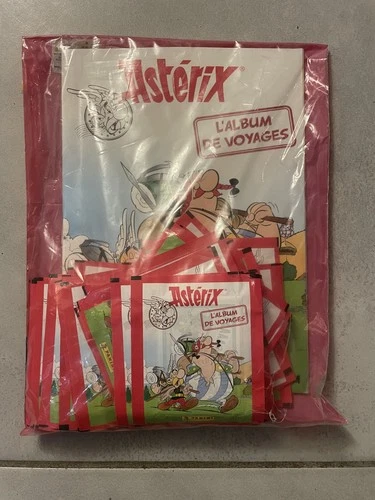 Astérix
L'ALBUM
DE VOYAGES
Astérix
L'ALBUM
DE VOYAGES